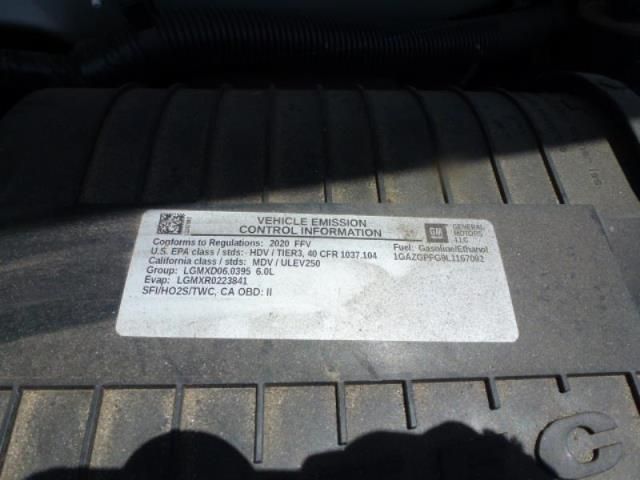 VEHICLE EMISSION
CONTROL INFORMATION
GM
GENERAL
MOTORS
LLC
Conforms to Regulations: 2020 FFV
Fuel: Gasoline/Ethanol
U.S. EPA class / stds: HDV / TIER3, 40 CFR 1037.104
1GAZGPFG9L1167092
California class / stds: MDV / ULEV250
Group: LGMXD06.0395 6.0L
Evap: LGMXR0223841
SFI/HO2S/TWC, CA OBD: II